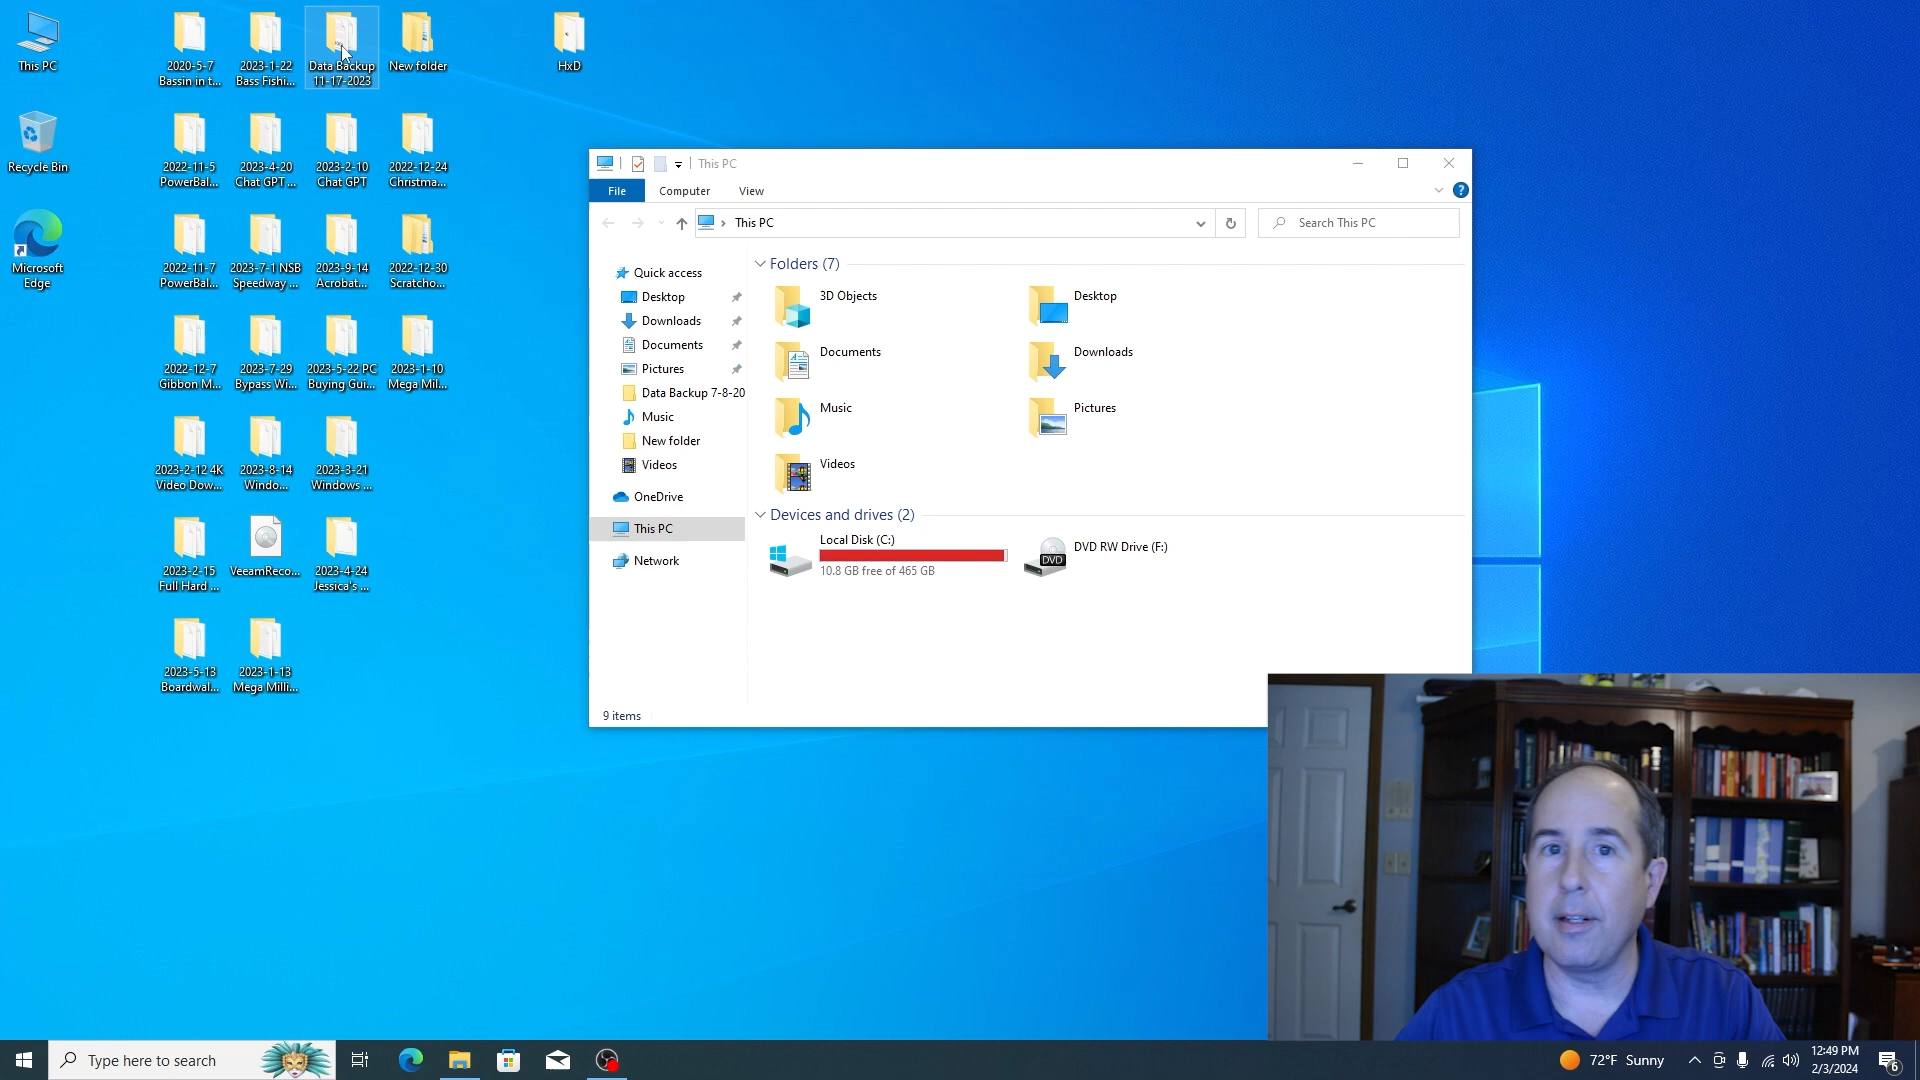 This PC
Recycle Bin
Microsoft
Edge
2020-5-7
Bassin in t...
2023-1-22
Bass Fishi...
Data Backup
11-17-2023
New folder
HxD
2022-11-5
PowerBal...
2023-4-20
Chat GPT ...
2023-2-10
Chat GPT
2022-12-24
Christma...
2022-11-7
PowerBal...
2023-7-1 NSB
Speedway ...
2023-9-14
Acrobat...
2022-12-30
Scratcho...
2022-12-7
Gibbon M...
2023-7-29
Bypass Wi...
2023-5-22 PC
Buying Gui...
2023-1-10
Mega Mil...
2023-2-12 4K
Video Dow...
2023-8-14
Windo...
2023-3-21
Windows ...
2023-2-15
Full Hard ...
VeeamReco...
2023-4-24
Jessica's ...
2023-5-13
Boardwal...
2023-1-13
Mega Milli...
This PC
File
Computer
View
?
This PC
Search This PC
Quick access
Desktop
Downloads
Documents
Pictures
Data Backup 7-8-20
Music
New folder
Videos
OneDrive
This PC
Network
Folders (7)
3D Objects
Desktop
Documents
Downloads
Music
Pictures
Videos
Devices and drives (2)
Local Disk (C:)
10.8 GB free of 465 GB
DVD
DVD RW Drive (F:)
9 items
Type here to search
72°F Sunny
12:49 PM
2/3/2024
6